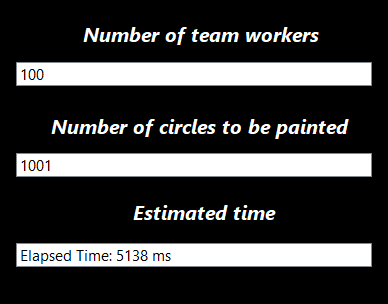 Number of team workers
100
Number of circles to be painted
1001
Estimated time
Elapsed Time: 5138 ms